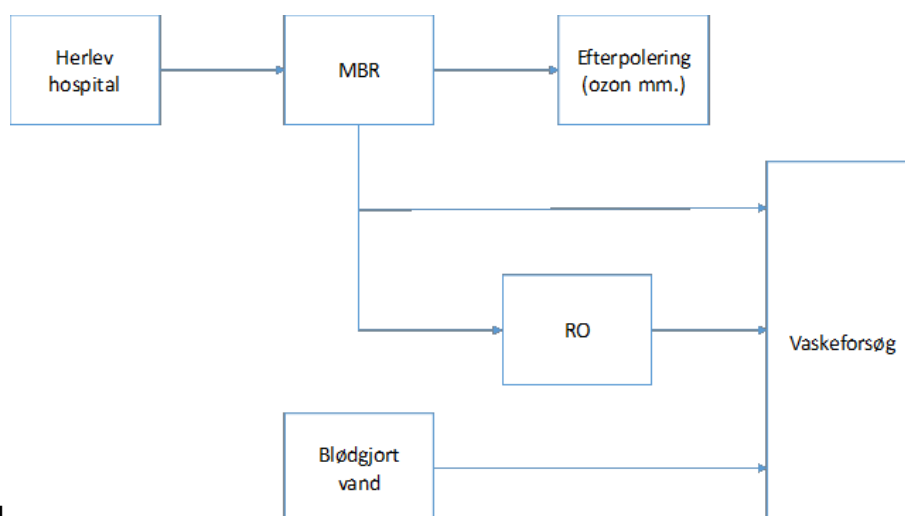 Herlev
hospital
MBR
Efterpolering
(ozon mm.)
RO
Vaskeforsøg
Blødgjort
vand